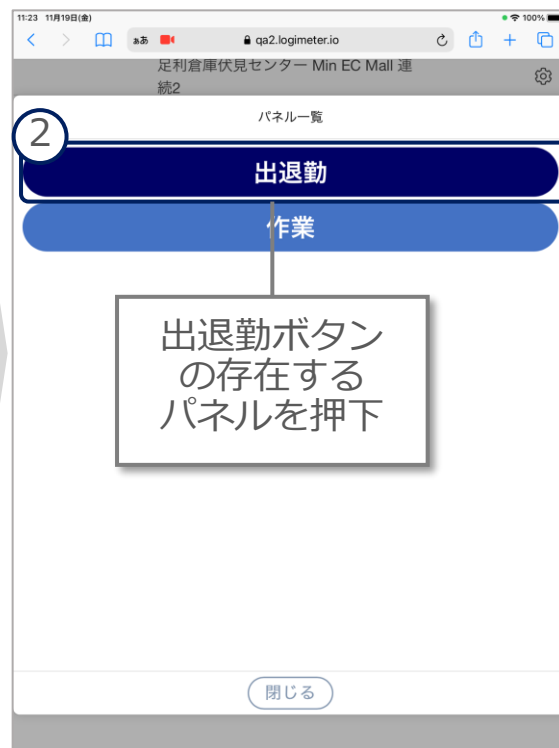 11:23 11月19日(金)
100%
ああ
qa2.logimeter.io
足利倉庫伏見センター Min EC Mall 連
続2
パネル一覧
2
出退勤
作業
出退勤ボタン
の存在する
パネルを押下
閉じる